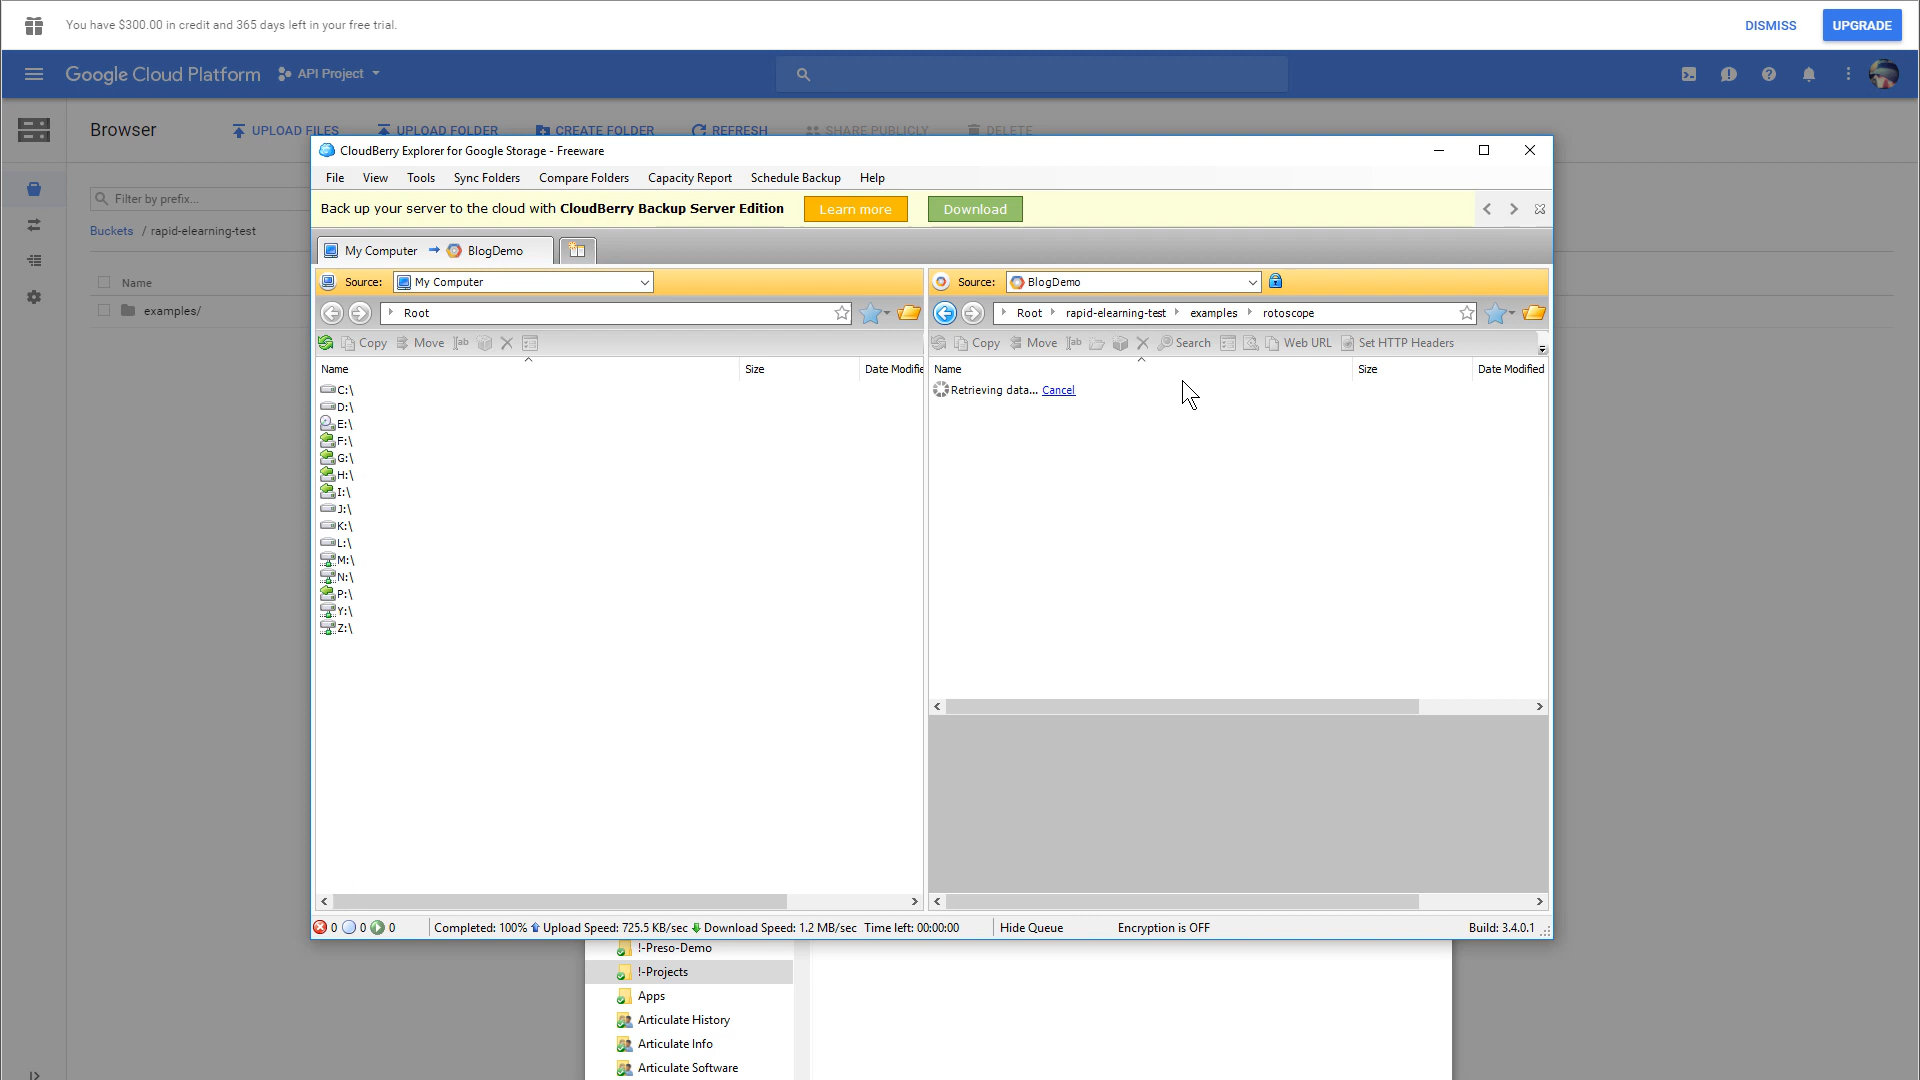 You have $300.00 in credit and 365 days left in your free trial.
DISMISS
UPGRADE
Google Cloud Platform
API Project
Browser
UPLOAD FILES
UPLOAD FOLDER
CREATE FOLDER
REFRESH
SHARE PUBLICLY
DELETE
Filter by prefix...
Buckets / rapid-elearning-test
Name
examples/
CloudBerry Explorer for Google Storage - Freeware
File View Tools Sync Folders Compare Folders Capacity Report Schedule Backup Help
Back up your server to the cloud with CloudBerry Backup Server Edition
Learn more
Download
My Computer
BlogDemo
Source: My Computer
Root
Copy Move
Name Size Date Modifie
C:\
D:\
E:\
F:\
G:\
H:\
I:\
J:\
K:\
L:\
M:\
N:\
P:\
Y:\
Z:\
Source: BlogDemo
Root rapid-elearning-test examples rotoscope
Copy Move Search Web URL Set HTTP Headers
Name Size Date Modified
Retrieving data... Cancel
0 0 0
Completed: 100% Upload Speed: 725.5 KB/sec Download Speed: 1.2 MB/sec Time left: 00:00:00
Hide Queue
Encryption is OFF
Build: 3.4.0.1
!-Preso-Demo
!-Projects
Apps
Articulate History
Articulate Info
Articulate Software